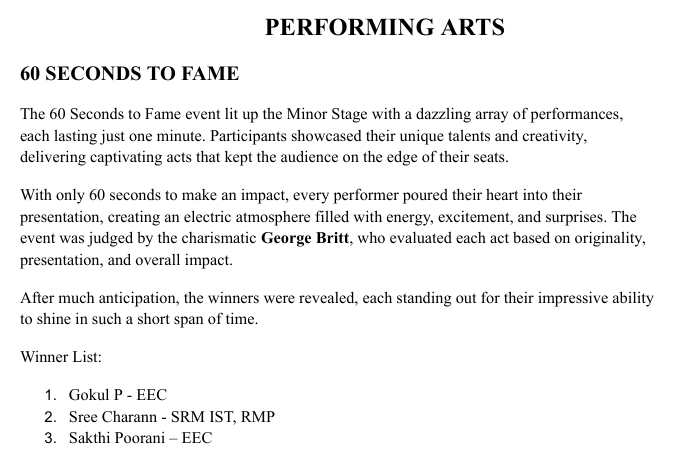 PERFORMING ARTS
60 SECONDS TO FAME
The 60 Seconds to Fame event lit up the Minor Stage with a dazzling array of performances,
each lasting just one minute. Participants showcased their unique talents and creativity,
delivering captivating acts that kept the audience on the edge of their seats.
With only 60 seconds to make an impact, every performer poured their heart into their
presentation, creating an electric atmosphere filled with energy, excitement, and surprises. The
event was judged by the charismatic George Britt, who evaluated each act based on originality,
presentation, and overall impact.
After much anticipation, the winners were revealed, each standing out for their impressive ability
to shine in such a short span of time.
Winner List:
1. Gokul P - EEC
2. Sree Charann - SRM IST, RMP
3. Sakthi Poorani – EEC